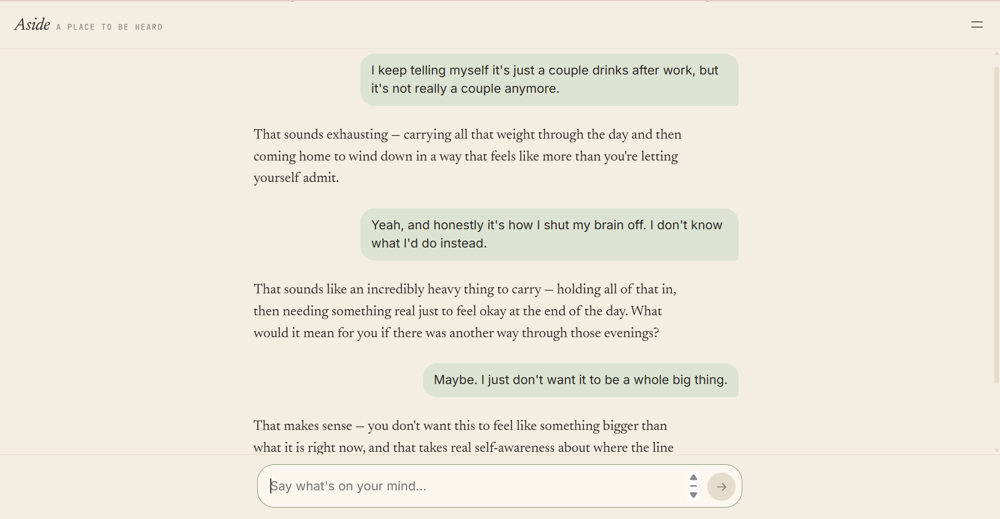 Aside A PLACE TO BE HEARD
I keep telling myself it's just a couple drinks after work, but
it's not really a couple anymore.
That sounds exhausting — carrying all that weight through the day and then
coming home to wind down in a way that feels like more than you're letting
yourself admit.
Yeah, and honestly it's how I shut my brain off. I don't know
what I'd do instead.
That sounds like an incredibly heavy thing to carry — holding all of that in,
then needing something real just to feel okay at the end of the day. What
would it mean for you if there was another way through those evenings?
Maybe. I just don't want it to be a whole big thing.
That makes sense — you don't want this to feel like something bigger than
what it is right now, and that takes real self-awareness about where the line
Say what's on your mind...